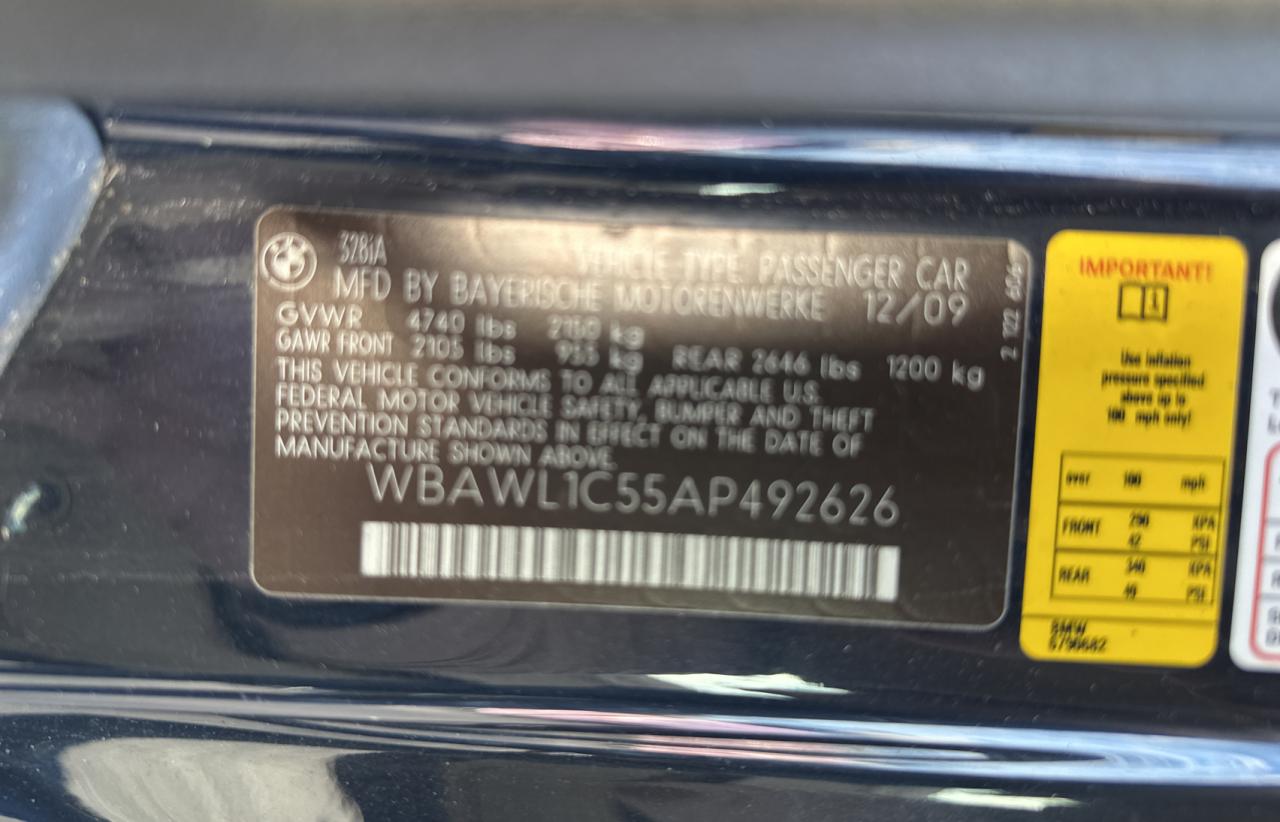 BMW
328iA
VEHICLE TYPE PASSENGER CAR
MFD BY BAYERISCHE MOTORENWERKE 12/09
GVWR 4740 lbs 2150 kg
GAWR FRONT 2105 lbs 955 kg REAR 2646 lbs 1200 kg
THIS VEHICLE CONFORMS TO ALL APPLICABLE U.S.
FEDERAL MOTOR VEHICLE SAFETY, BUMPER AND THEFT
PREVENTION STANDARDS IN EFFECT ON THE DATE OF
MANUFACTURE SHOWN ABOVE.
WBAWL1C55AP492626
2 122 406
IMPORTANT!
Use inflation
pressure specified
above up to
100 mph only!
over 100 mph
FRONT 290 KPA
42 PSI
REAR 340 KPA
49 PSI
BMW